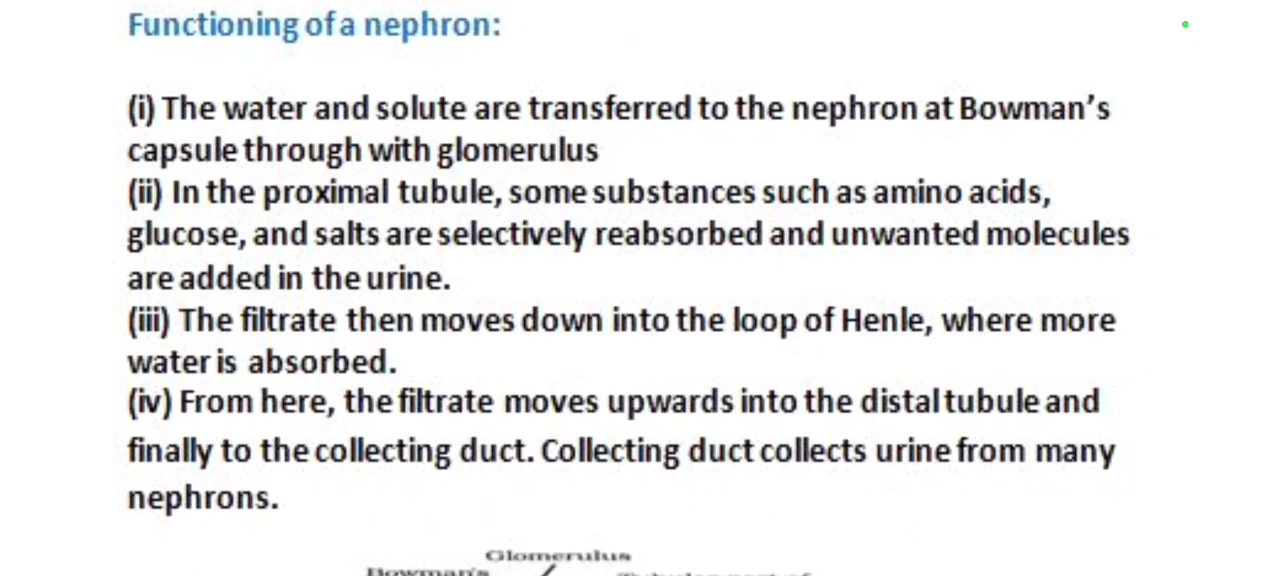 Functioning of a nephron:
(i) The water and solute are transferred to the nephron at Bowman's
capsule through with glomerulus
(ii) In the proximal tubule, some substances such as amino acids,
glucose, and salts are selectively reabsorbed and unwanted molecules
are added in the urine.
(iii) The filtrate then moves down into the loop of Henle, where more
water is absorbed.
(iv) From here, the filtrate moves upwards into the distal tubule and
finally to the collecting duct. Collecting duct collects urine from many
nephrons.
Glomerulus
Bowman's